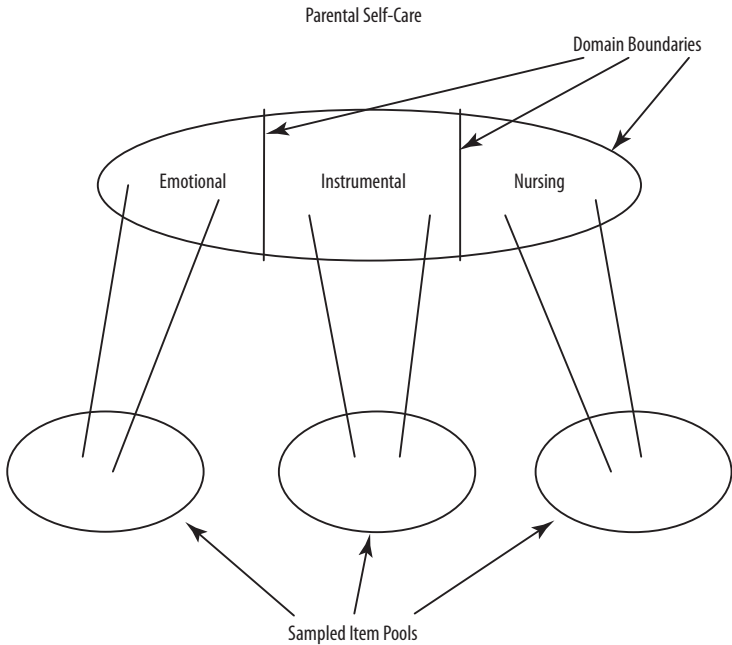 Parental Self-Care
Domain Boundaries
Emotional
Instrumental
Nursing
Sampled Item Pools